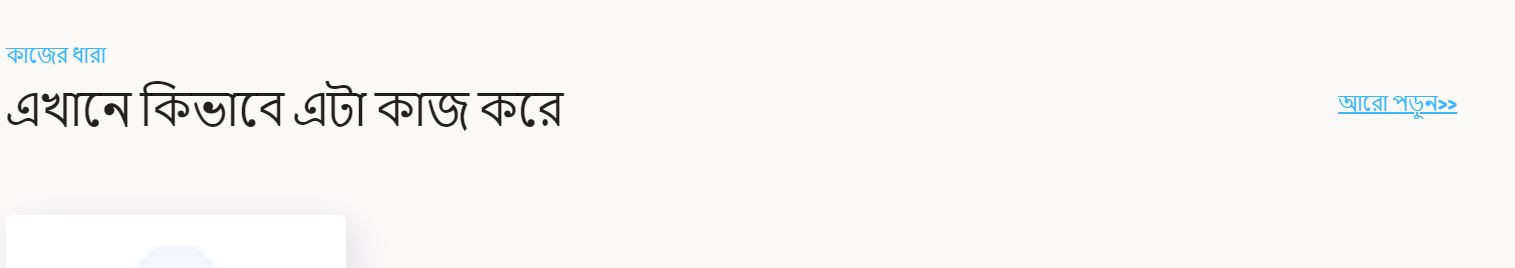 কাজের ধারা
এখানে কিভাবে এটা কাজ করে
আরো পড়ুন>>